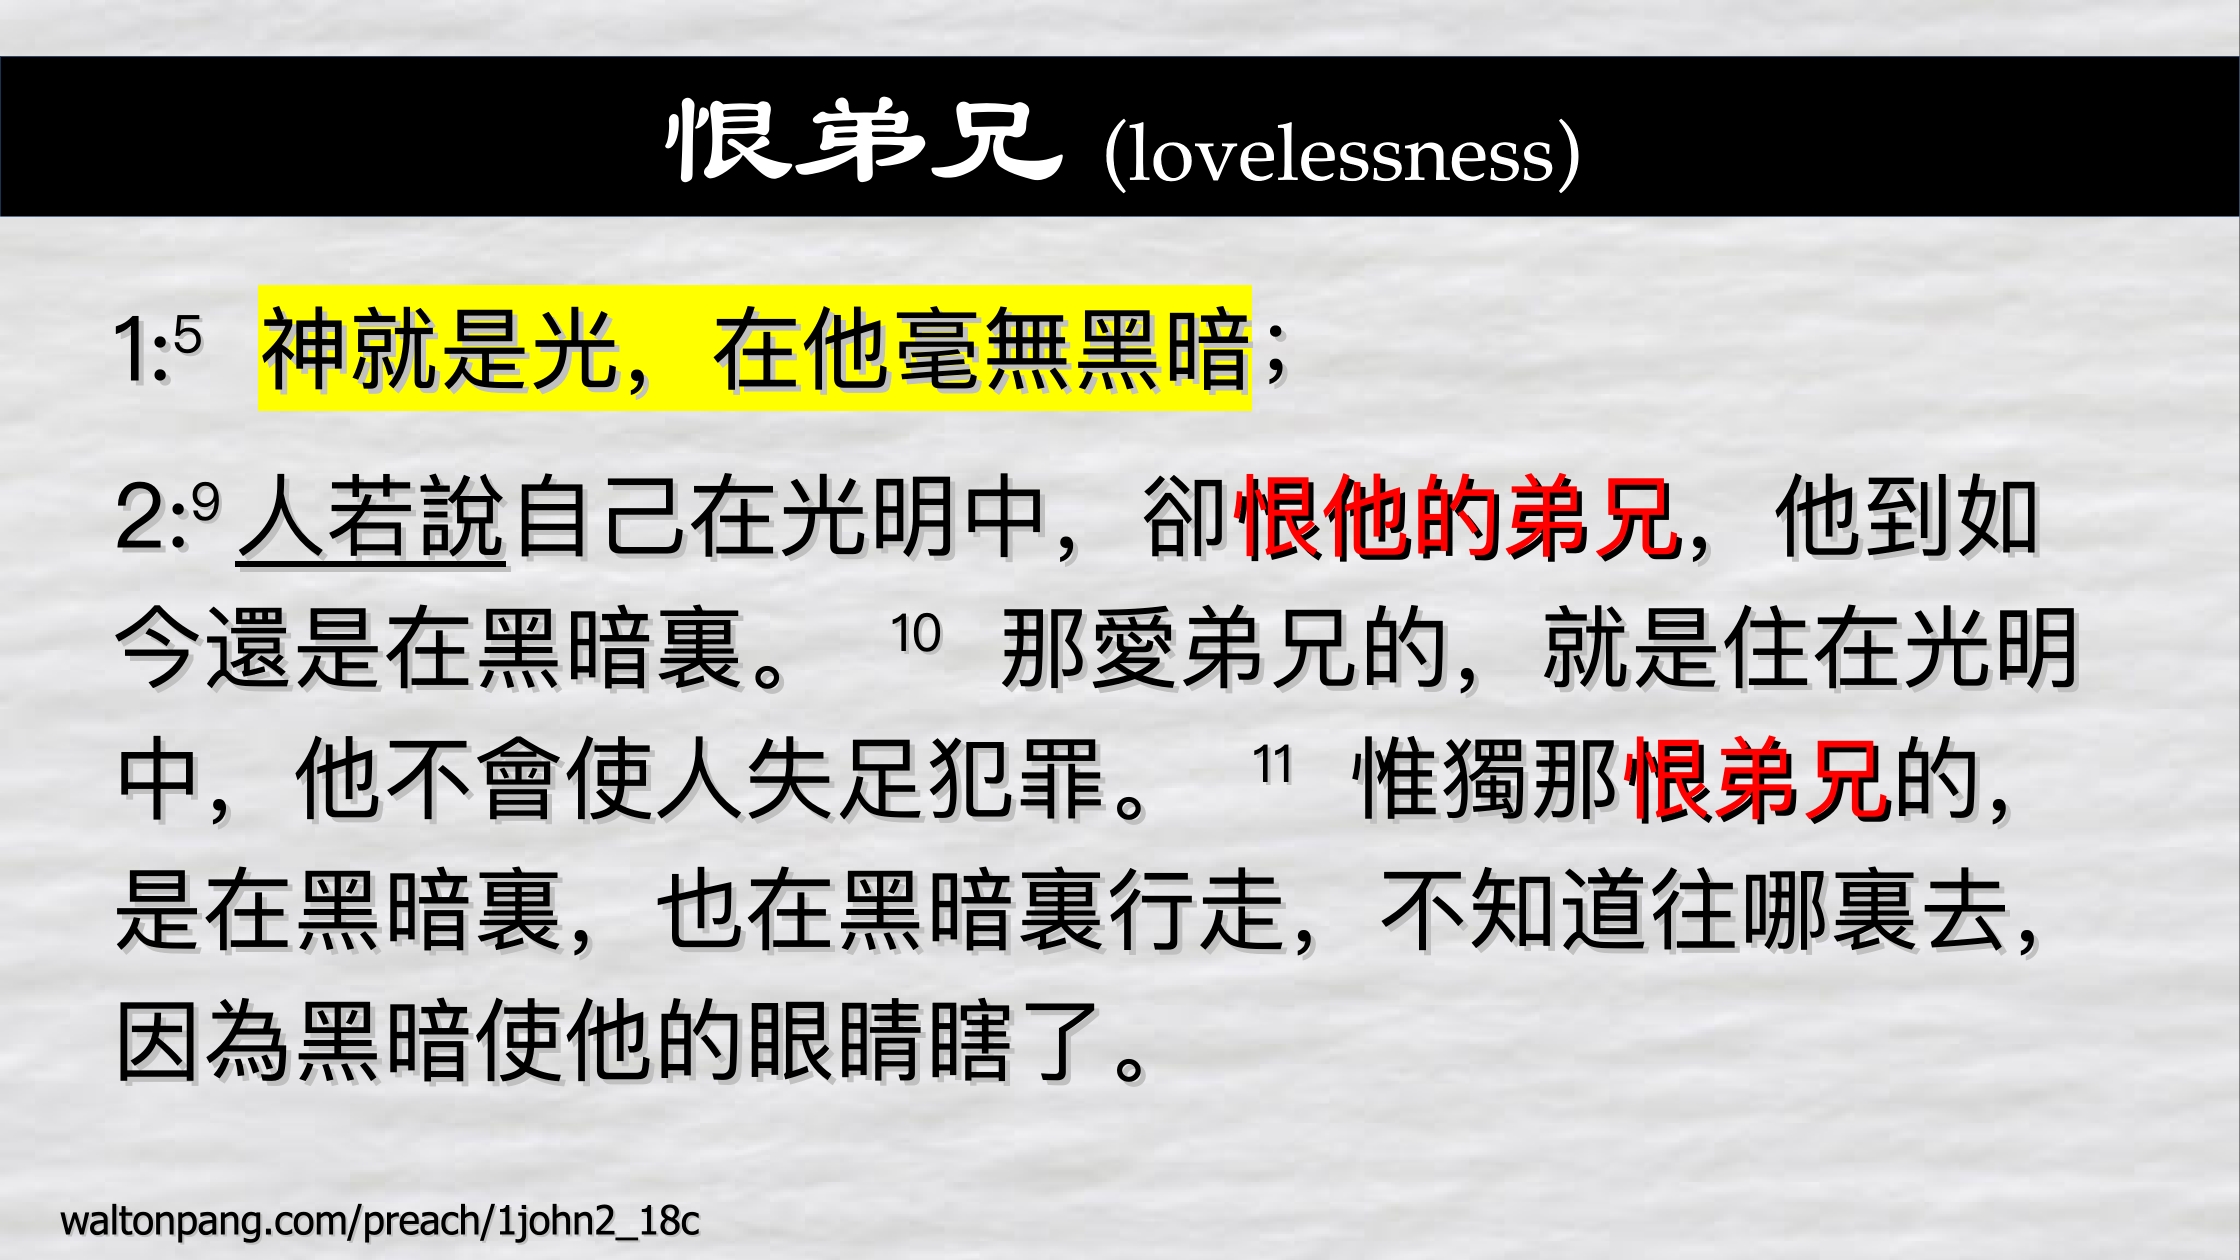 恨弟兄 (lovelessness)
1:5 神就是光，在他毫無黑暗；
2:9 人若說自己在光明中，卻恨他的弟兄，他到如
今還是在黑暗裏。 10 那愛弟兄的，就是住在光明
中，他不會使人失足犯罪。 11 惟獨那恨弟兄的，
是在黑暗裏，也在黑暗裏行走，不知道往哪裏去，
因為黑暗使他的眼睛瞎了。
waltonpang.com/preach/1john2_18c